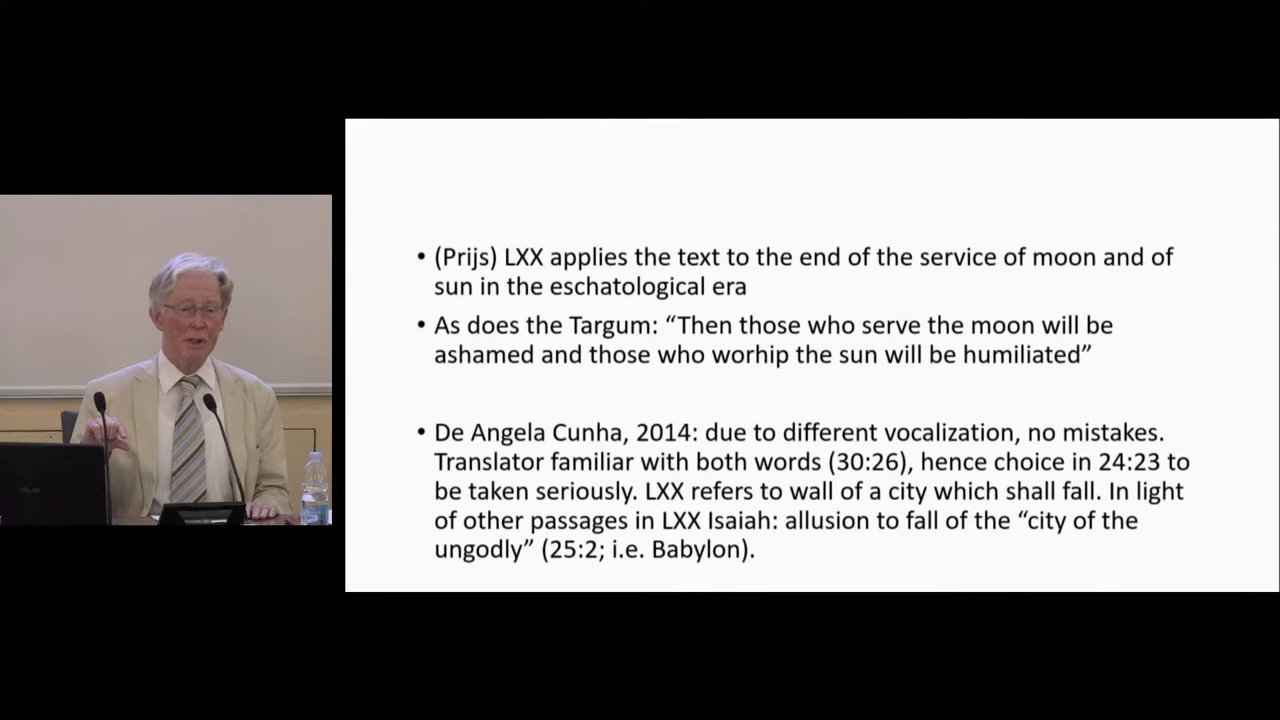 • (Prijs) LXX applies the text to the end of the service of moon and of
sun in the eschatological era
• As does the Targum: “Then those who serve the moon will be
ashamed and those who worhip the sun will be humiliated”
• De Angela Cunha, 2014: due to different vocalization, no mistakes.
Translator familiar with both words (30:26), hence choice in 24:23 to
be taken seriously. LXX refers to wall of a city which shall fall. In light
of other passages in LXX Isaiah: allusion to fall of the “city of the
ungodly” (25:2; i.e. Babylon).